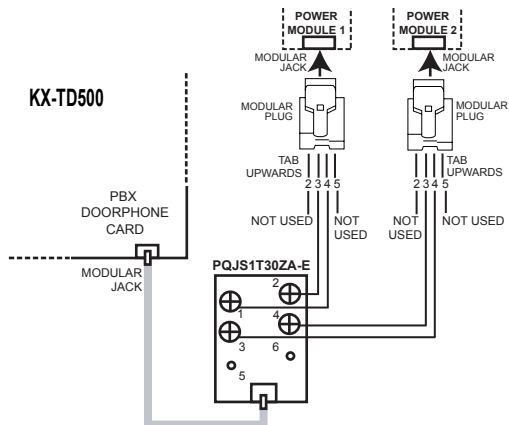 POWER
MODULE 1
POWER
MODULE 2
MODULAR
JACK
MODULAR
JACK
KX-TD500
MODULAR
PLUG
MODULAR
PLUG
TAB
UPWARDS
2 3 4 5
TAB
UPWARDS
2 3 4 5
NOT USED
NOT
USED
NOT
USED
NOT USED
PBX
DOORPHONE
CARD
MODULAR
JACK
PQJS1T30ZA-E
2
1
4
3
6
5